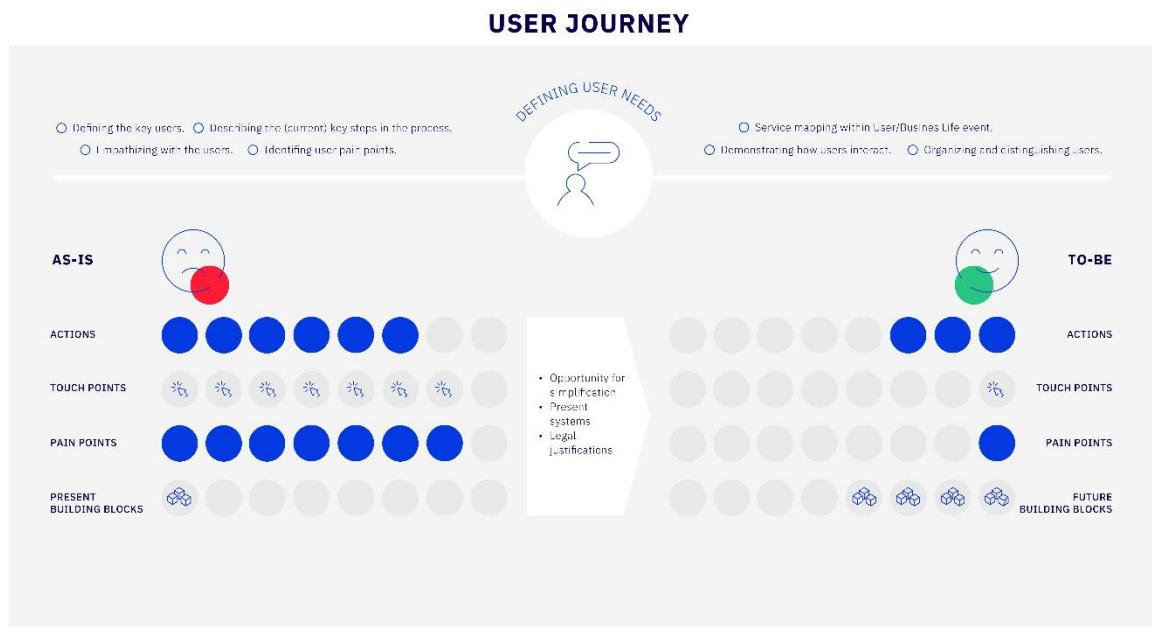 USER JOURNEY
DEFINING USER NEEDS
Defining the key users. Describing the (current) key steps in the process.
Empathizing with the users. Identifing user pain points.
Service mapping within User/Busines Life event.
Demonstrating how users interact. Organizing and distinguishing users.
AS-IS
TO-BE
ACTIONS
TOUCH POINTS
PAIN POINTS
PRESENT
BUILDING BLOCKS
• Opportunity for
simplification
• Present
systems
• Legal
justifications
ACTIONS
TOUCH POINTS
PAIN POINTS
FUTURE
BUILDING BLOCKS